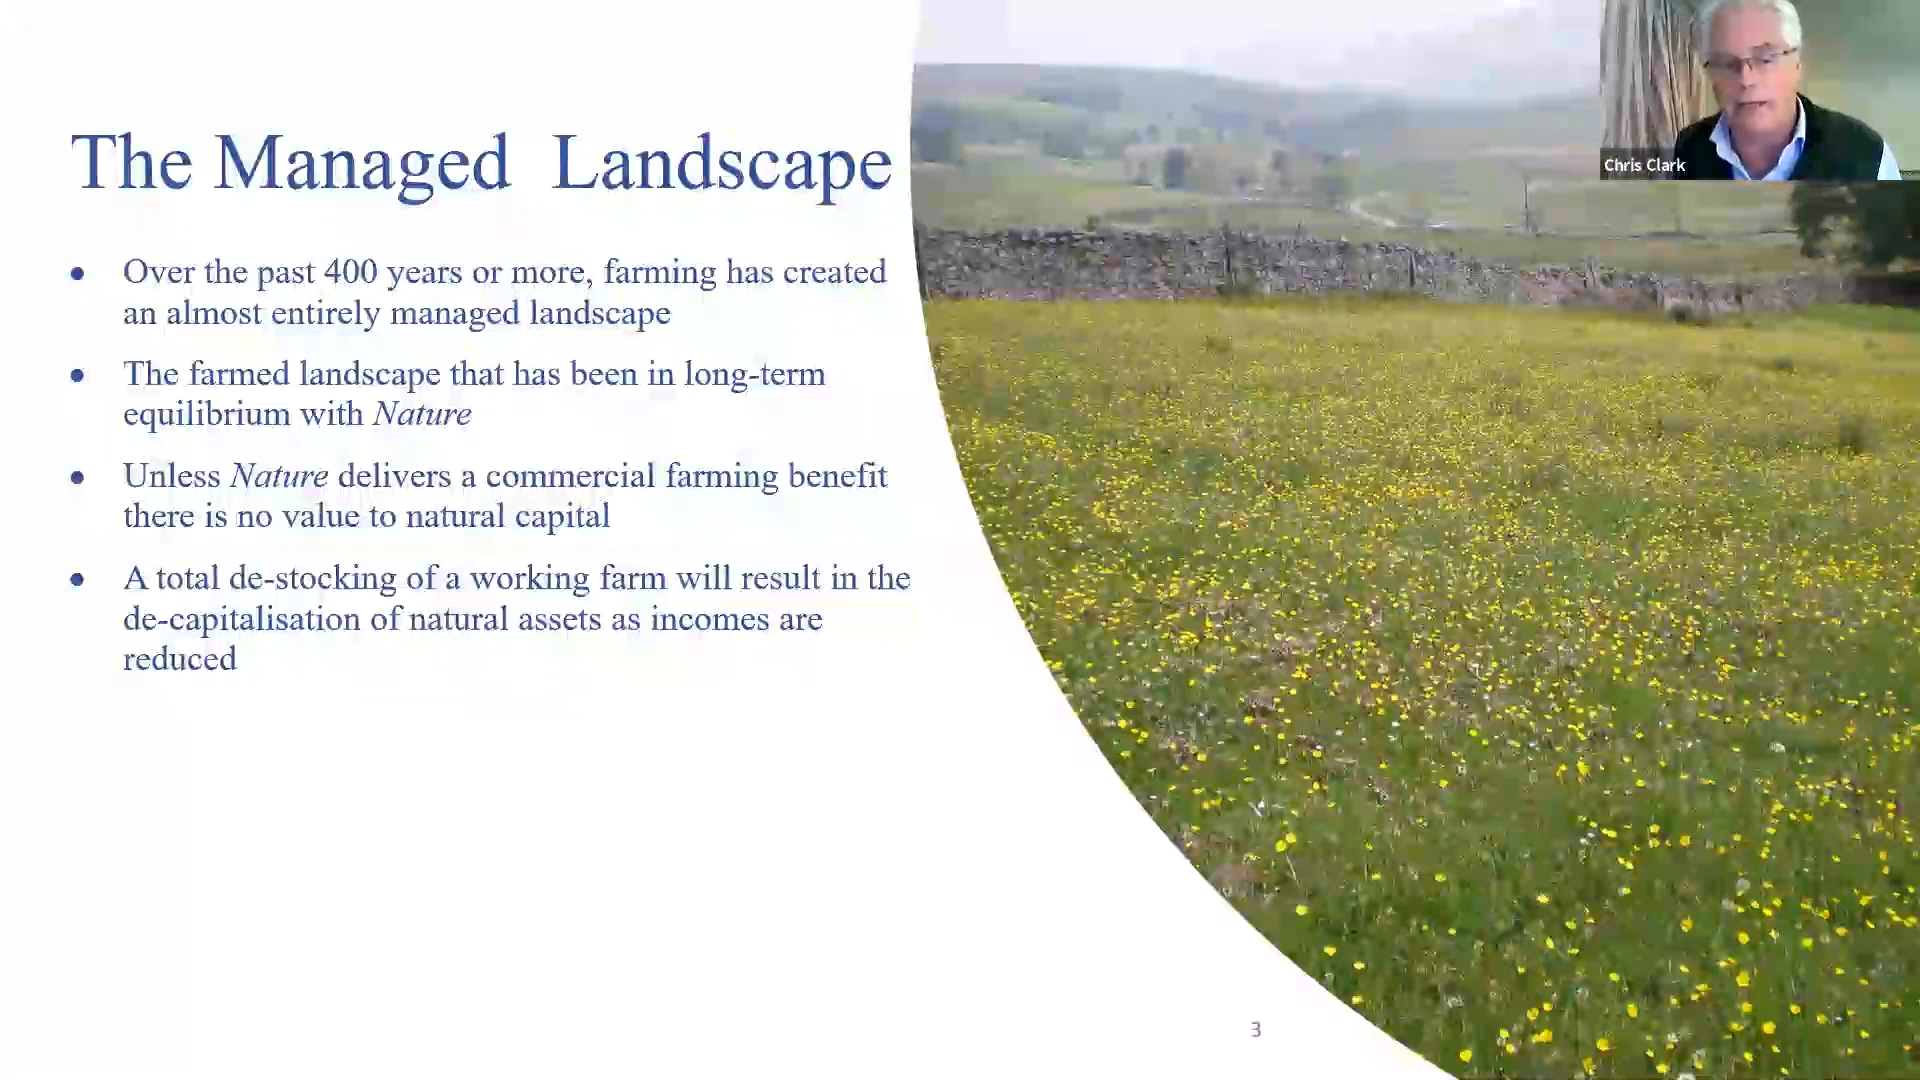 The Managed  Landscape
Chris Clark
• Over the past 400 years or more, farming has created
an almost entirely managed landscape
• The farmed landscape that has been in long-term
equilibrium with Nature
• Unless Nature delivers a commercial farming benefit
there is no value to natural capital
• A total de-stocking of a working farm will result in the
de-capitalisation of natural assets as incomes are
reduced
3